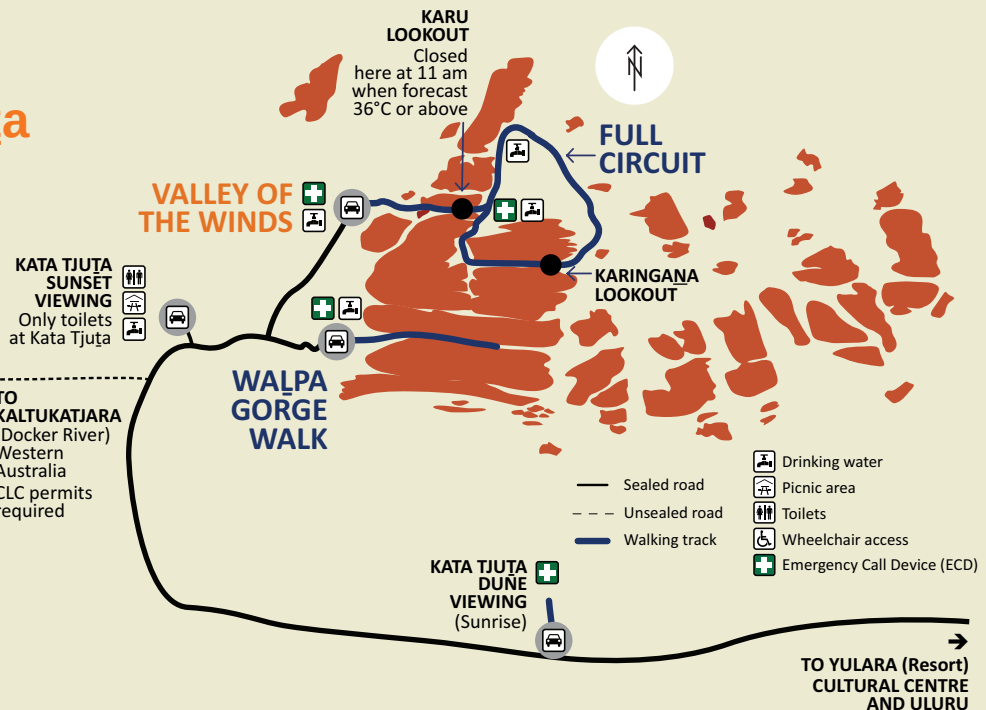 KARU
LOOKOUT
Closed
here at 11 am
when forecast
36°C or above
N
ṯa
FULL
CIRCUIT
VALLEY OF
THE WINDS
KARINGAṈA
LOOKOUT
KATA TJUṮA
SUNSET
VIEWING
Only toilets
at Kata Tjuṯa
WAḺPA
GORGE
WALK
TO
KALTUKATJARA
(Docker River)
Western
Australia
CLC permits
required
Sealed road
Unsealed road
Walking track
Drinking water
Picnic area
Toilets
Wheelchair access
Emergency Call Device (ECD)
KATA TJUṮA
DUNE
VIEWING
(Sunrise)
TO YULARA (Resort)
CULTURAL CENTRE
AND ULURU